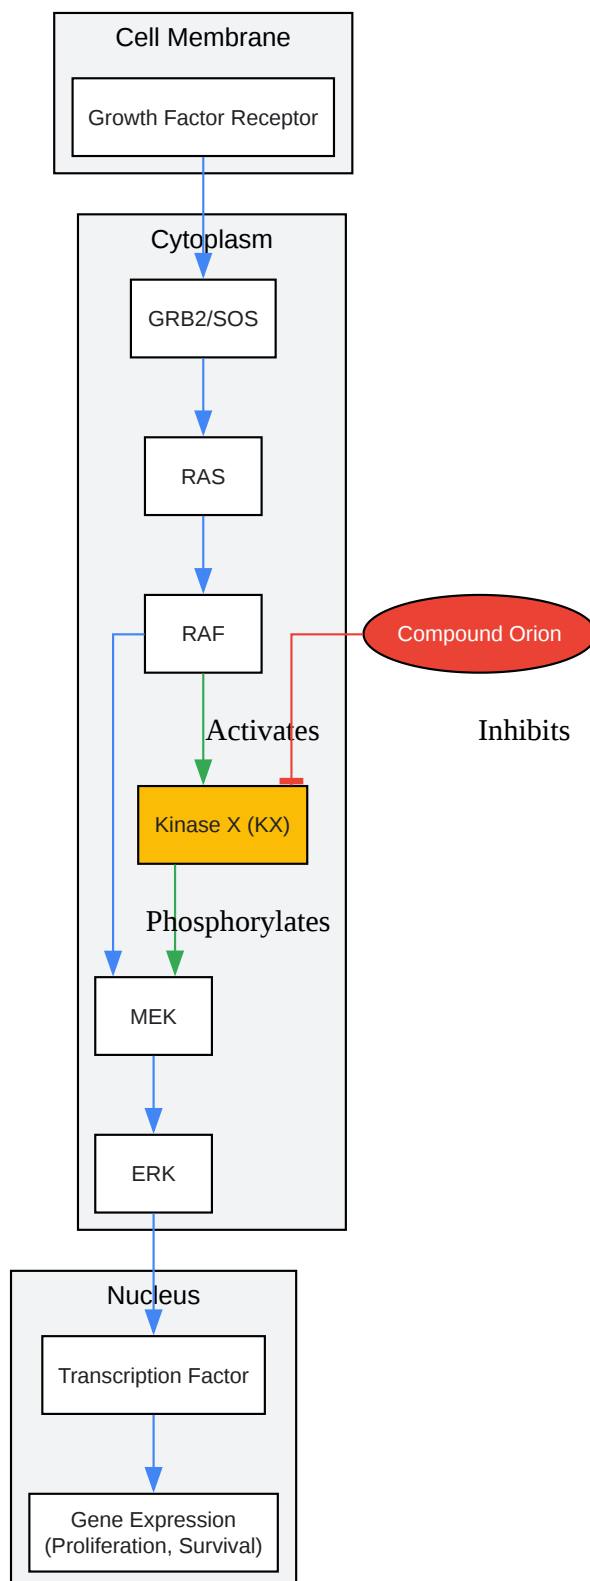 Cell Membrane
Growth Factor Receptor
Cytoplasm
GRB2/SOS
RAS
RAF
Compound Orion
Activates
Inhibits
Kinase X (KX)
Phosphorylates
MEK
ERK
Nucleus
Transcription Factor
Gene Expression
(Proliferation, Survival)